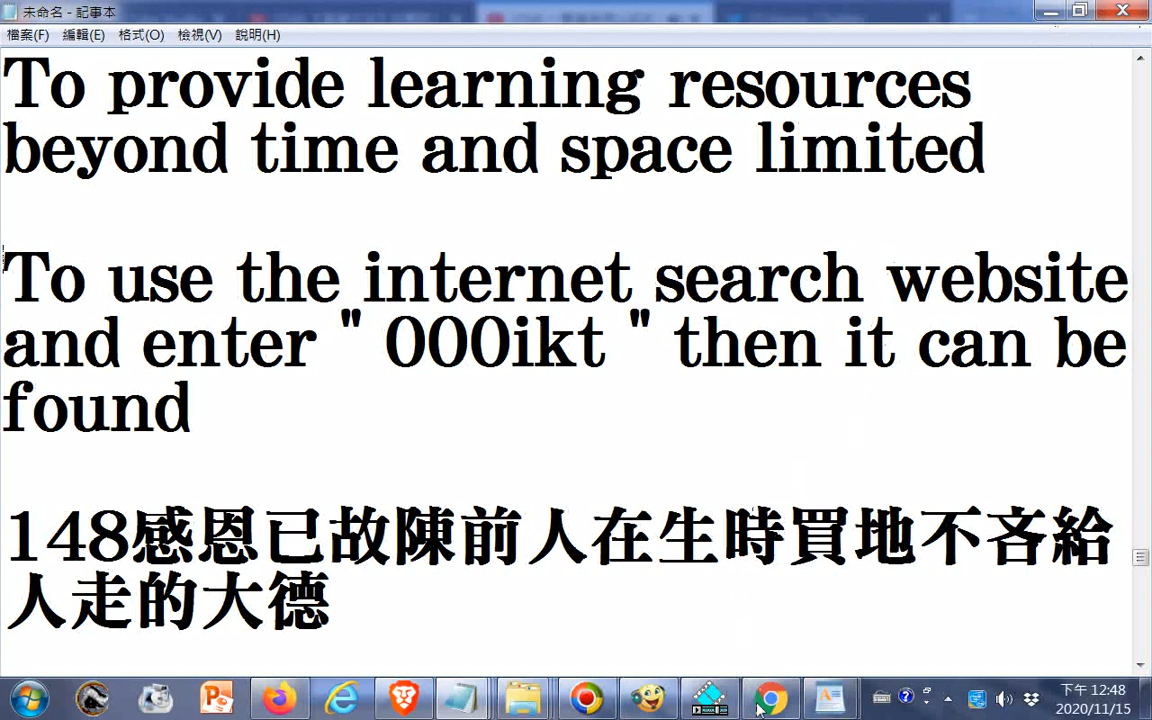 未命名 - 記事本
檔案(F) 編輯(E) 格式(O) 檢視(V) 說明(H)
To provide learning resources
beyond time and space limited
To use the internet search website
and enter " 000ikt " then it can be
found
148感恩已故陳前人在生時買地不吝給
人走的大德
下午 12:48
2020/11/15